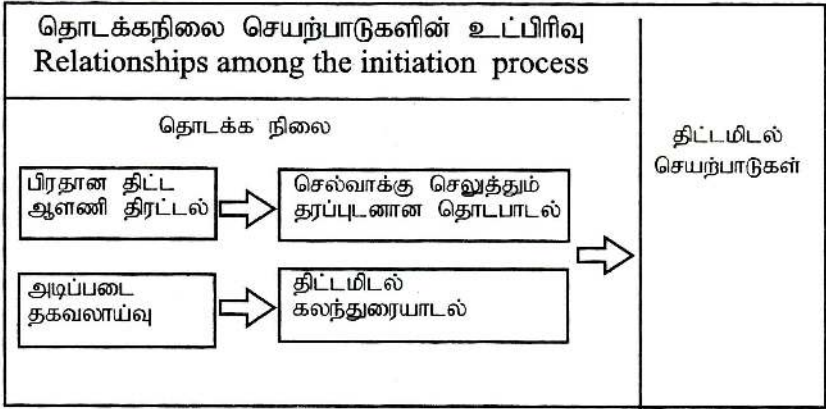 தொடக்கநிலை செயற்பாடுகளின் உட்பிரிவு
Relationships among the initiation process
தொடக்க நிலை
பிரதான திட்ட
ஆளணி திரட்டல்
செல்வாக்கு செலுத்தும்
தரப்புடனான தொடபாடல்
அடிப்படை
தகவலாய்வு
திட்டமிடல்
கலந்துரையாடல்
திட்டமிடல்
செயற்பாடுகள்